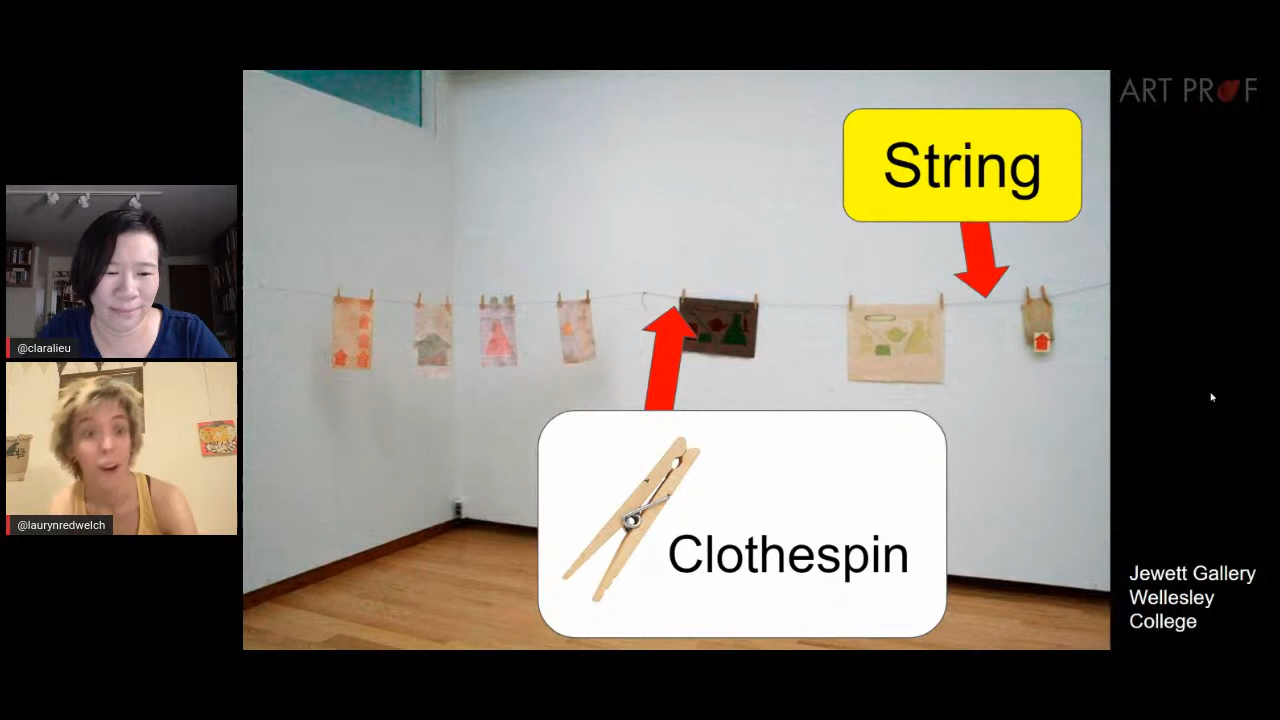 ART PROF
String
@claralieu
Clothespin
@laurynredwelch
Jewett Gallery
Wellesley
College